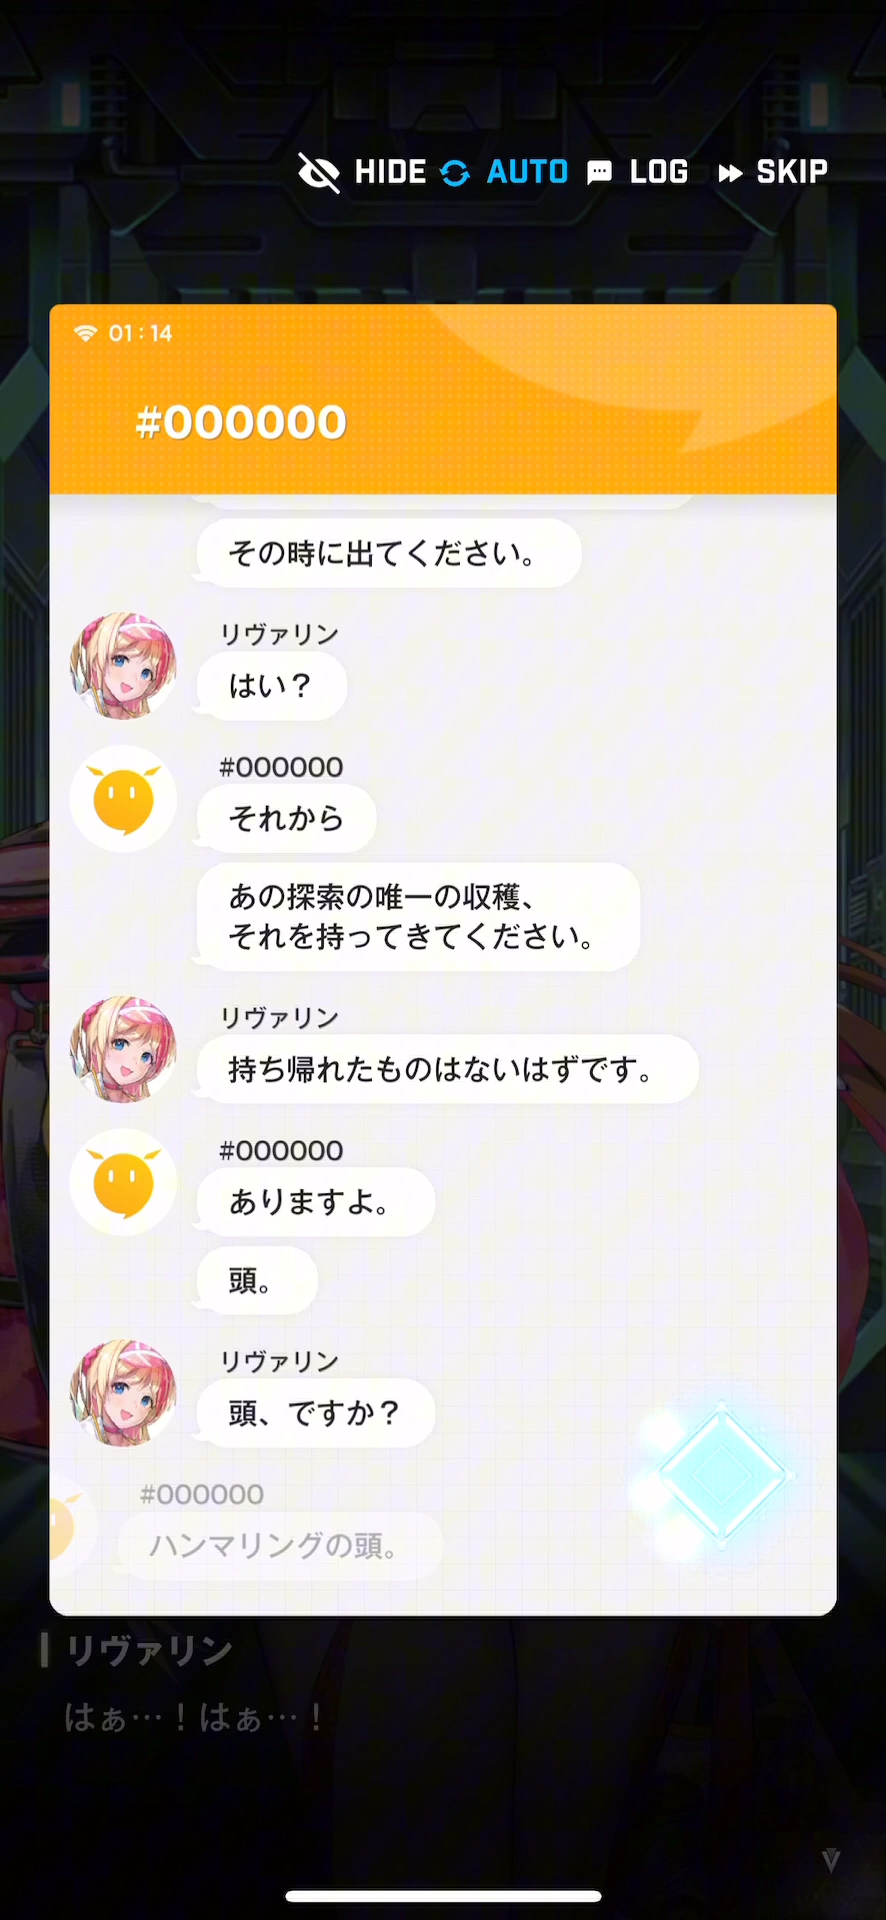 HIDE AUTO LOG SKIP
01:14
#000000
その時に出てください。
リヴァリン
はい？
#000000
それから
あの探索の唯一の収穫、
それを持ってきてください。
リヴァリン
持ち帰れたものはないはずです。
#000000
ありますよ。
頭。
リヴァリン
頭、ですか？
#000000
ハンマリングの頭。
リヴァリン
はぁ…！はぁ…！